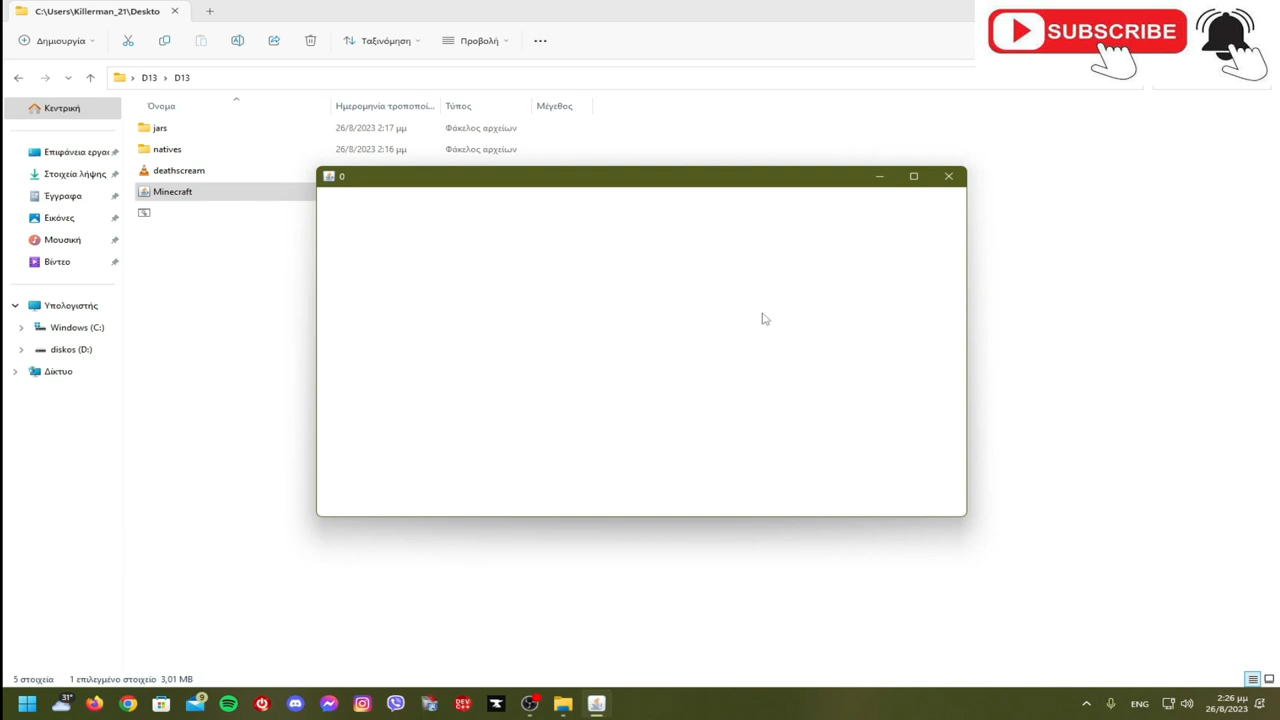 C:\Users\Killerman_21\Deskto
SUBSCRIBE
Δημιουργία
Ταξινόμηση
Προβολή
D13 > D13
Κεντρική
Όνομα
Ημερομηνία τροποποί...
Τύπος
Μέγεθος
jars
26/8/2023 2:17 μμ
Φάκελος αρχείων
natives
26/8/2023 2:16 μμ
Φάκελος αρχείων
deathscream
Minecraft
0
Επιφάνεια εργας
Στοιχεία λήψης
Έγγραφα
Εικόνες
Μουσική
Βίντεο
Υπολογιστής
Windows (C:)
diskos (D:)
Δίκτυο
5 στοιχεία
1 επιλεγμένο στοιχείο 3,01 MB
31°
9
DEV
ENG
2:26 μμ
26/8/2023